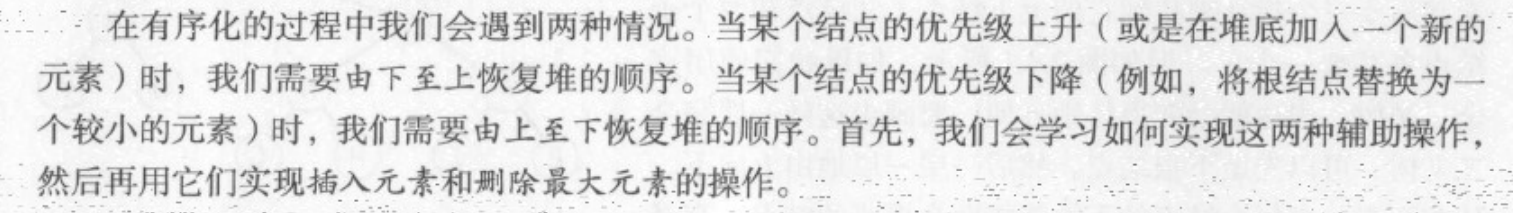 在有序化的过程中我们会遇到两种情况。当某个结点的优先级上升（或是在堆底加入一个新的
元素）时，我们需要由下至上恢复堆的顺序。当某个结点的优先级下降（例如，将根结点替换为一
个较小的元素）时，我们需要由上至下恢复堆的顺序。首先，我们会学习如何实现这两种辅助操作，
然后再用它们实现插入元素和删除最大元素的操作。